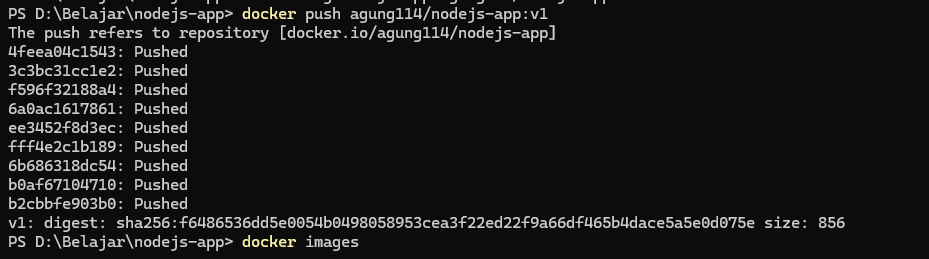 PS D:\Belajar\nodejs-app> docker push agung114/nodejs-app:v1
The push refers to repository [docker.io/agung114/nodejs-app]
4feea04c1543: Pushed
3c3bc31cc1e2: Pushed
f596f32188a4: Pushed
6a0ac1617861: Pushed
ee3452f8d3ec: Pushed
fff4e2c1b189: Pushed
6b686318dc54: Pushed
b0af67104710: Pushed
b2cbbfe903b0: Pushed
v1: digest: sha256:f6486536dd5e0054b0498058953cea3f22ed22f9a66df465b4dace5a5e0d075e size: 856
PS D:\Belajar\nodejs-app> docker images